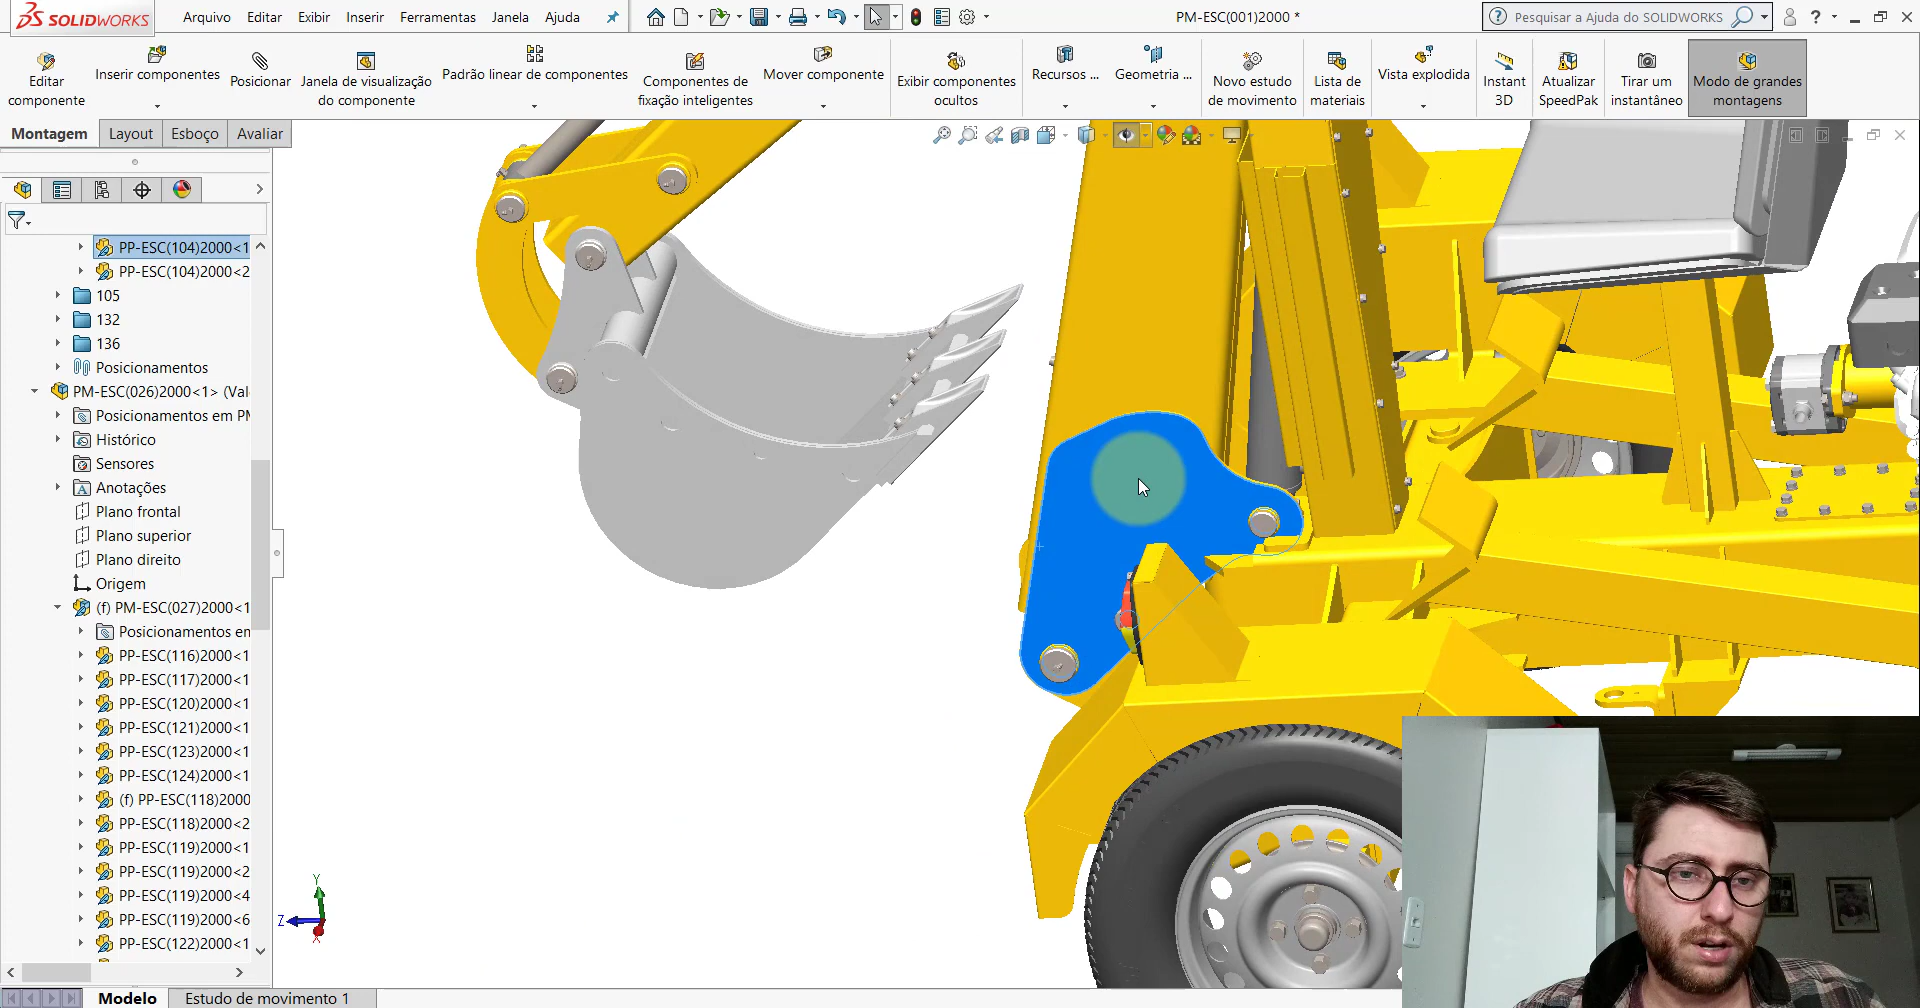 SOLIDWORKS Arquivo Editar Exibir Inserir Ferramentas Janela Ajuda PM-ESC(001)2000 * Pesquisar a Ajuda do SOLIDWORKS ?
Editar componente
Inserir componentes
Posicionar
Janela de visualização do componente
Padrão linear de componentes
Componentes de fixação inteligentes
Mover componente
Exibir componentes ocultos
Recursos ...
Geometria ...
Novo estudo de movimento
Lista de materiais
Vista explodida
Instant 3D
Atualizar SpeedPak
Tirar um instantâneo
Modo de grandes montagens
Montagem Layout Esboço Avaliar
PP-ESC(104)2000<1
PP-ESC(104)2000<2
105
132
136
Posicionamentos
PM-ESC(026)2000<1> (Val
Posicionamentos em PM
Histórico
Sensores
Anotações
Plano frontal
Plano superior
Plano direito
Origem
(f) PM-ESC(027)2000<1
Posicionamentos en
PP-ESC(116)2000<1
PP-ESC(117)2000<1
PP-ESC(120)2000<1
PP-ESC(121)2000<1
PP-ESC(123)2000<1
PP-ESC(124)2000<1
(f) PP-ESC(118)2000
PP-ESC(118)2000<2
PP-ESC(119)2000<1
PP-ESC(119)2000<2
PP-ESC(119)2000<4
PP-ESC(119)2000<6
PP-ESC(122)2000<1
Y
Z
X
Modelo Estudo de movimento 1